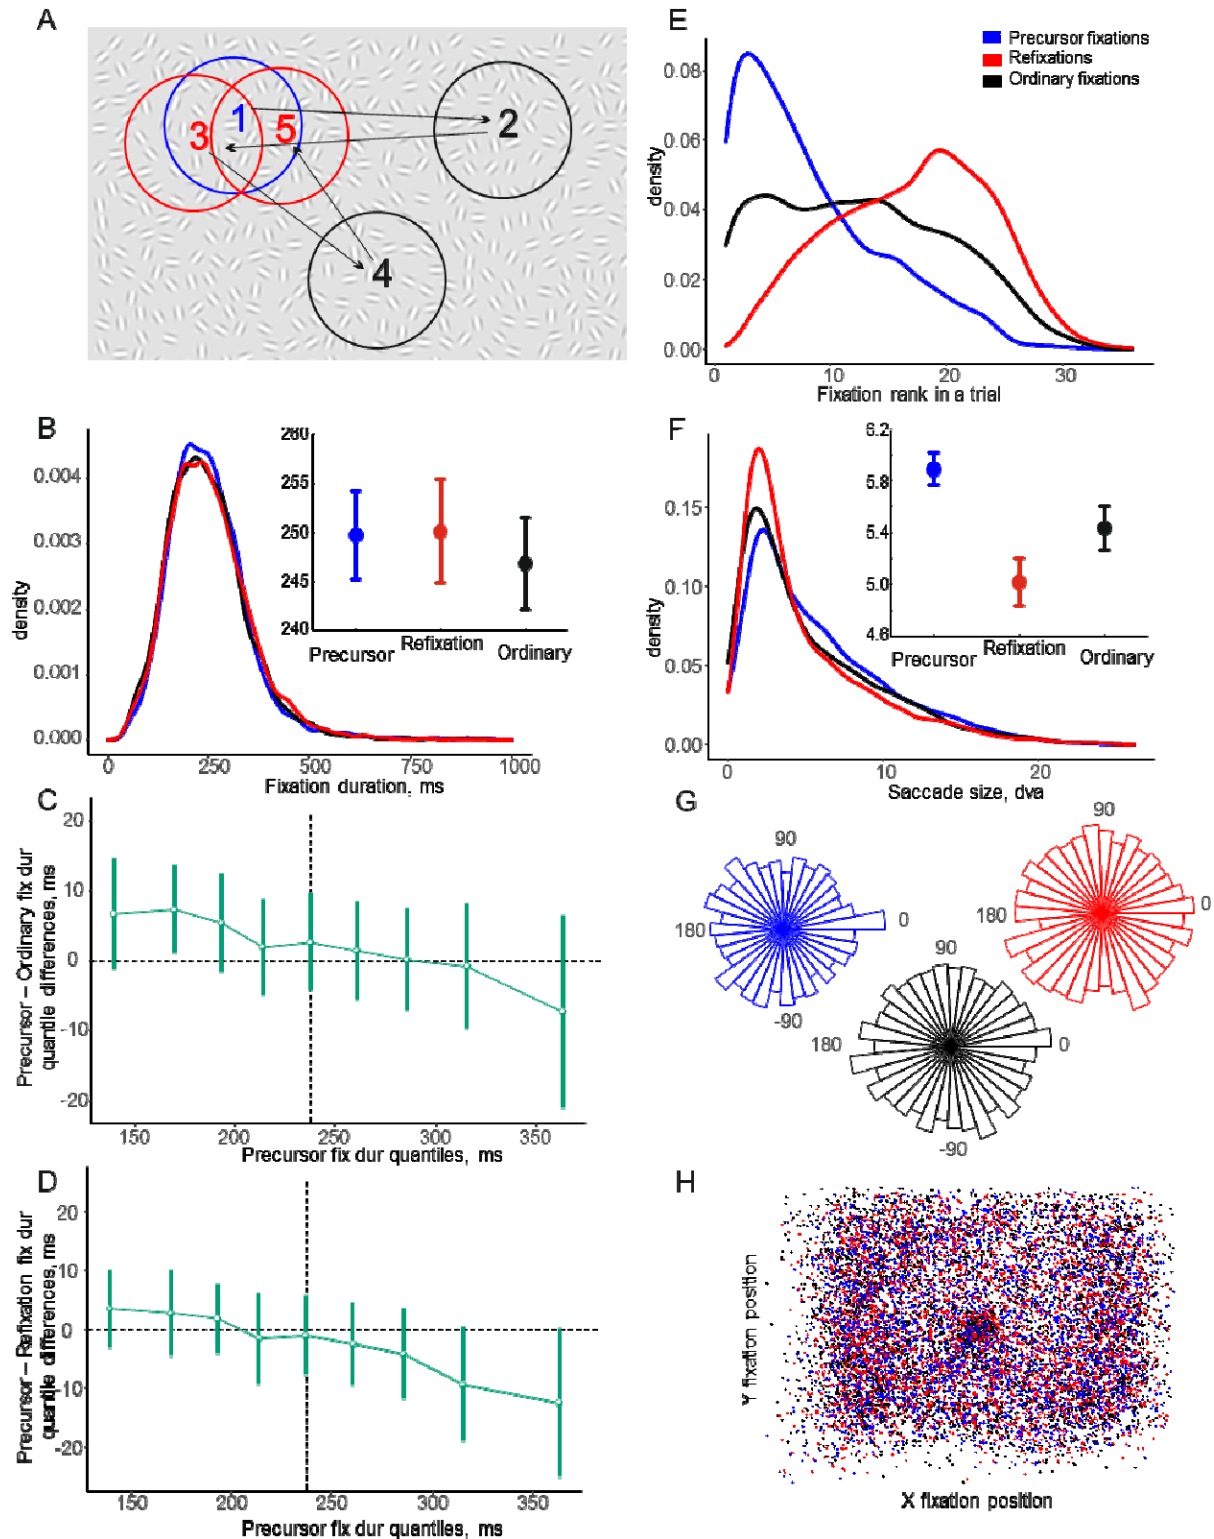 A
1
2
3
5
4
E
Precursor fixations
Refixations
Ordinary fixations
density
0.08
0.06
0.04
0.02
0.00
0
10
20
30
Fixation rank in a trial
B
density
0.004
0.003
0.002
0.001
0.000
0
250
500
750
1000
Fixation duration, ms
260
255
250
245
240
Precursor
Refixation
Ordinary
F
density
0.15
0.10
0.05
0.00
0
10
20
Saccade size, dva
6.2
5.8
5.4
5.0
4.6
Precursor
Refixation
Ordinary
C
Precursor – Ordinary fix dur
quantile differences, ms
20
10
0
-10
-20
150
200
250
300
350
Precursor fix dur quantiles, ms
G
90
180
0
-90
90
180
0
90
180
0
-90
D
Precursor – Refixation fix dur
quantile differences, ms
20
10
0
-10
-20
150
200
250
300
350
Precursor fix dur quantiles, ms
H
Y fixation position
X fixation position